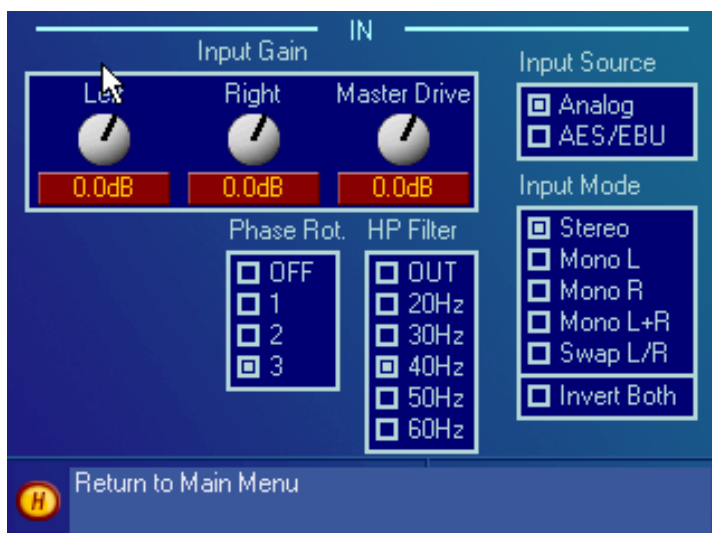 IN
Input Gain
Left Right Master Drive
0.0dB 0.0dB 0.0dB
Phase Rot.
OFF
1
2
3
HP Filter
OUT
20Hz
30Hz
40Hz
50Hz
60Hz
Input Source
Analog
AES/EBU
Input Mode
Stereo
Mono L
Mono R
Mono L+R
Swap L/R
Invert Both
H
Return to Main Menu